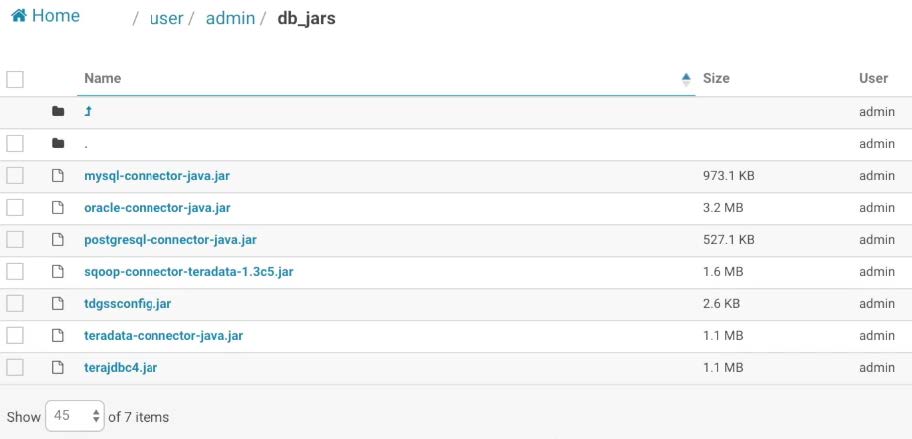 Home / user / admin / db_jars
Name Size User
admin
. admin
mysql-connector-java.jar 973.1 KB admin
oracle-connector-java.jar 3.2 MB admin
postgresql-connector-java.jar 527.1 KB admin
sqoop-connector-teradata-1.3c5.jar 1.6 MB admin
tdgssconfig.jar 2.6 KB admin
teradata-connector-java.jar 1.1 MB admin
terajdbc4.jar 1.1 MB admin
Show 45 of 7 items